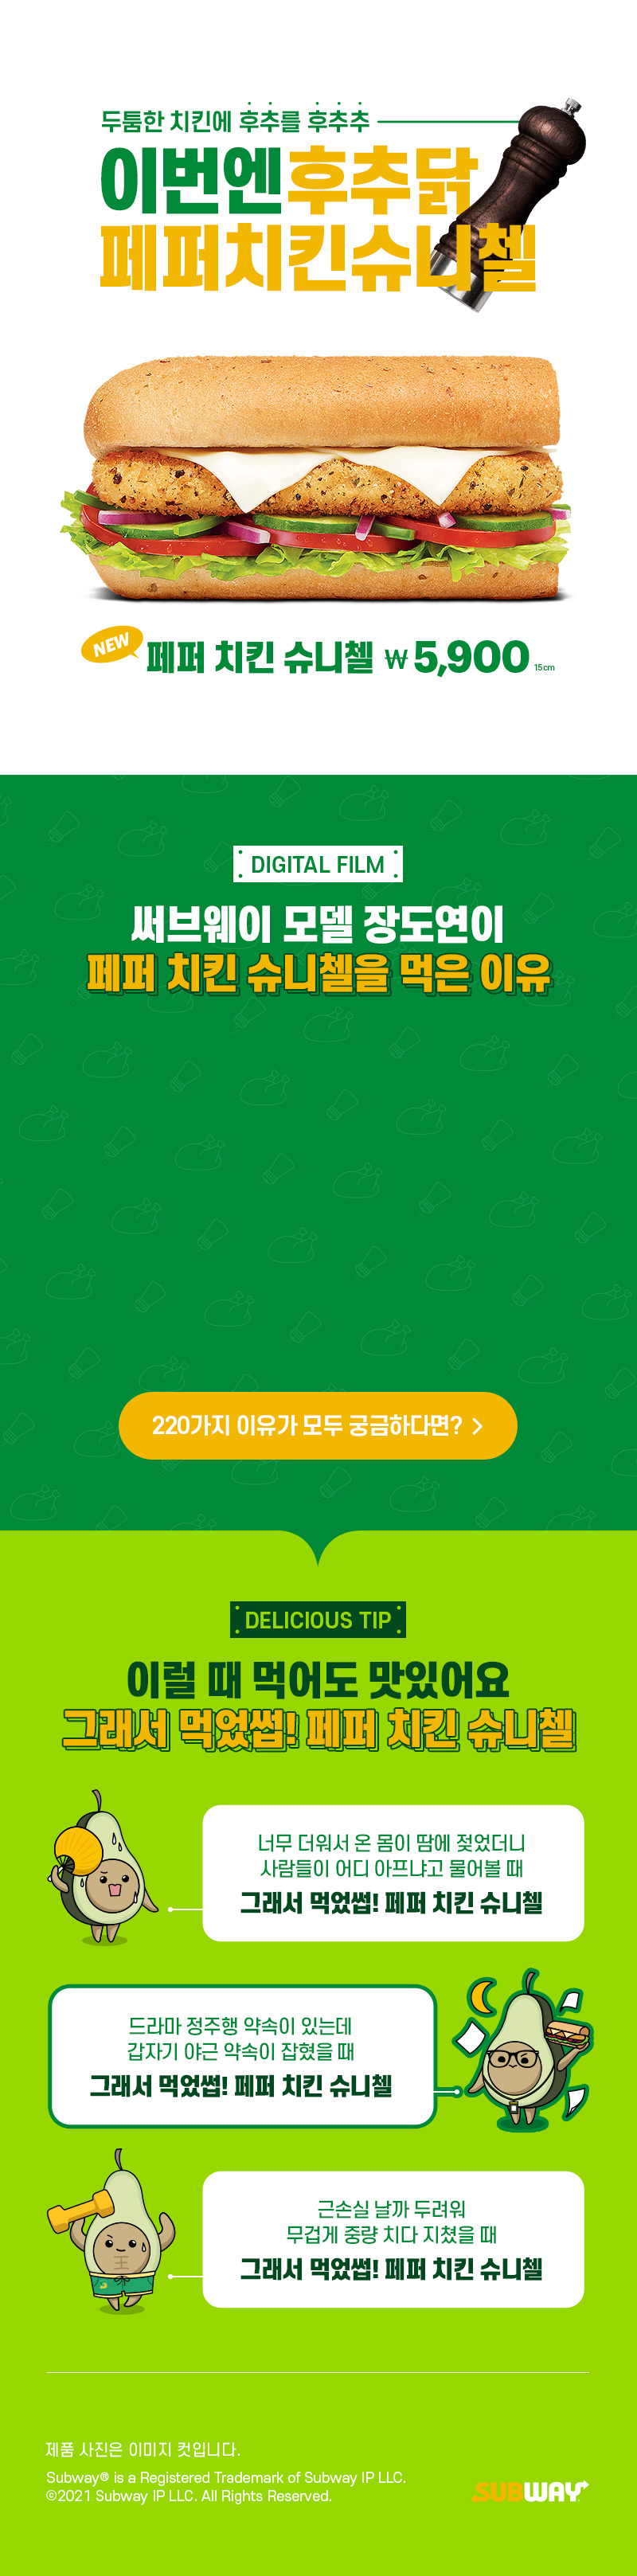 두툼한 치킨에 후추를 후추추
이번엔후추닭
페퍼치킨슈니첼
NEW
페퍼 치킨 슈니첼 ₩5,900 15cm
DIGITAL FILM
써브웨이 모델 장도연이
페퍼 치킨 슈니첼을 먹은 이유
220가지 이유가 모두 궁금하다면? >
DELICIOUS TIP
이럴 때 먹어도 맛있어요
그래서 먹었썹! 페퍼 치킨 슈니첼
너무 더워서 온 몸이 땀에 젖었더니
사람들이 어디 아프냐고 물어볼 때
그래서 먹었썹! 페퍼 치킨 슈니첼
드라마 정주행 약속이 있는데
갑자기 야근 약속이 잡혔을 때
그래서 먹었썹! 페퍼 치킨 슈니첼
근손실 날까 두려워
무겁게 중량 치다 지쳤을 때
그래서 먹었썹! 페퍼 치킨 슈니첼
제품 사진은 이미지 컷입니다.
Subway® is a Registered Trademark of Subway IP LLC.
©2021 Subway IP LLC. All Rights Reserved.
SUBWAY